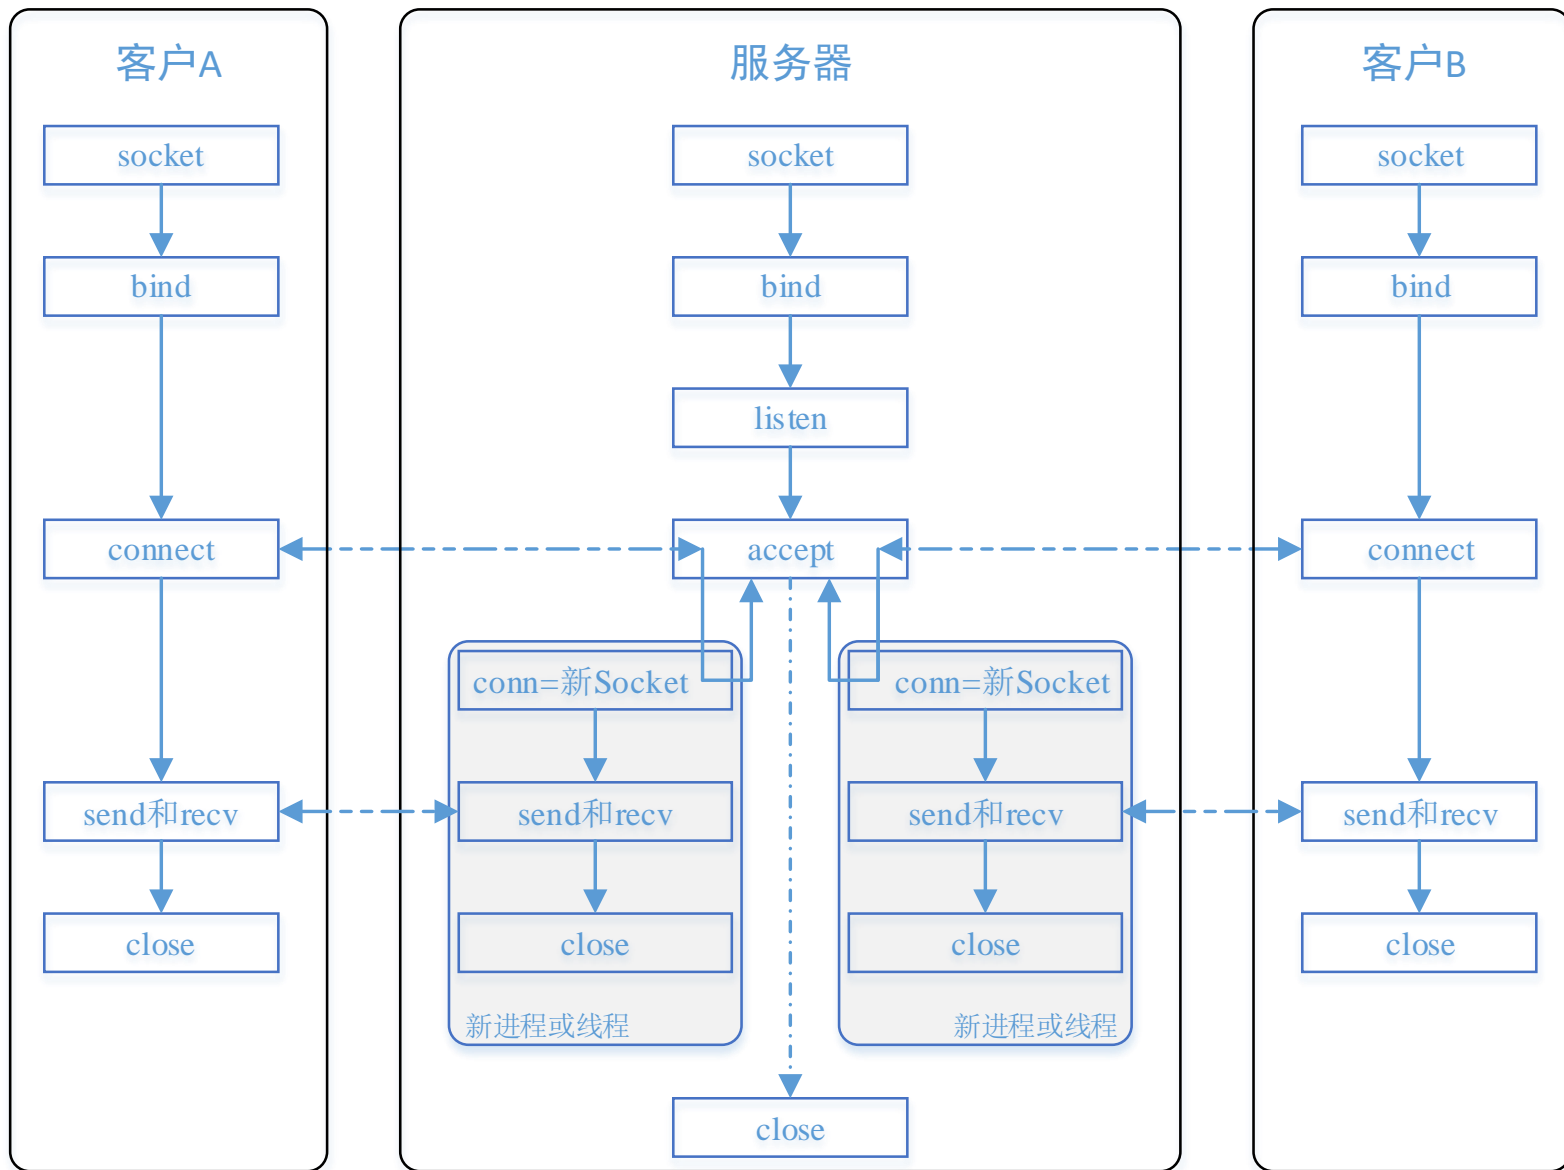 客户A
socket
bind
connect
send和recv
close
服务器
socket
bind
listen
accept
conn=新Socket
send和recv
close
新进程或线程
conn=新Socket
send和recv
close
新进程或线程
close
客户B
socket
bind
connect
send和recv
close